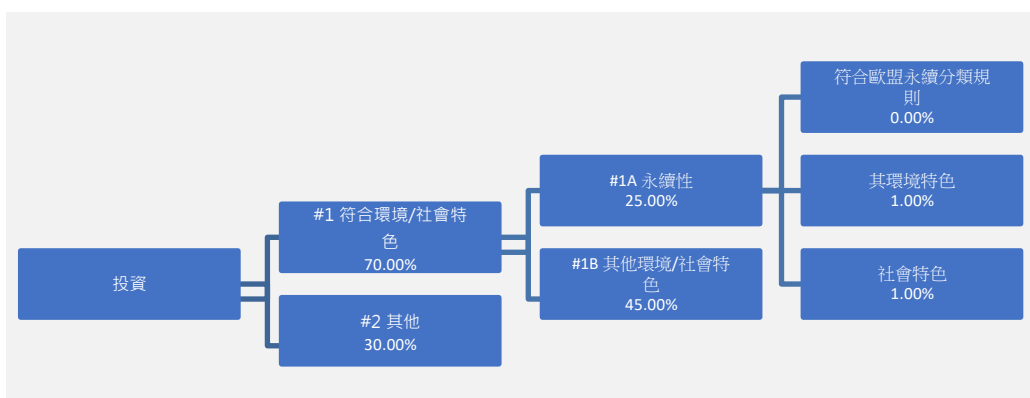 投資
#1 符合環境/社會特
色
70.00%
#2 其他
30.00%
#1A 永續性
25.00%
#1B 其他環境/社會特
色
45.00%
符合歐盟永續分類規
則
0.00%
其環境特色
1.00%
社會特色
1.00%